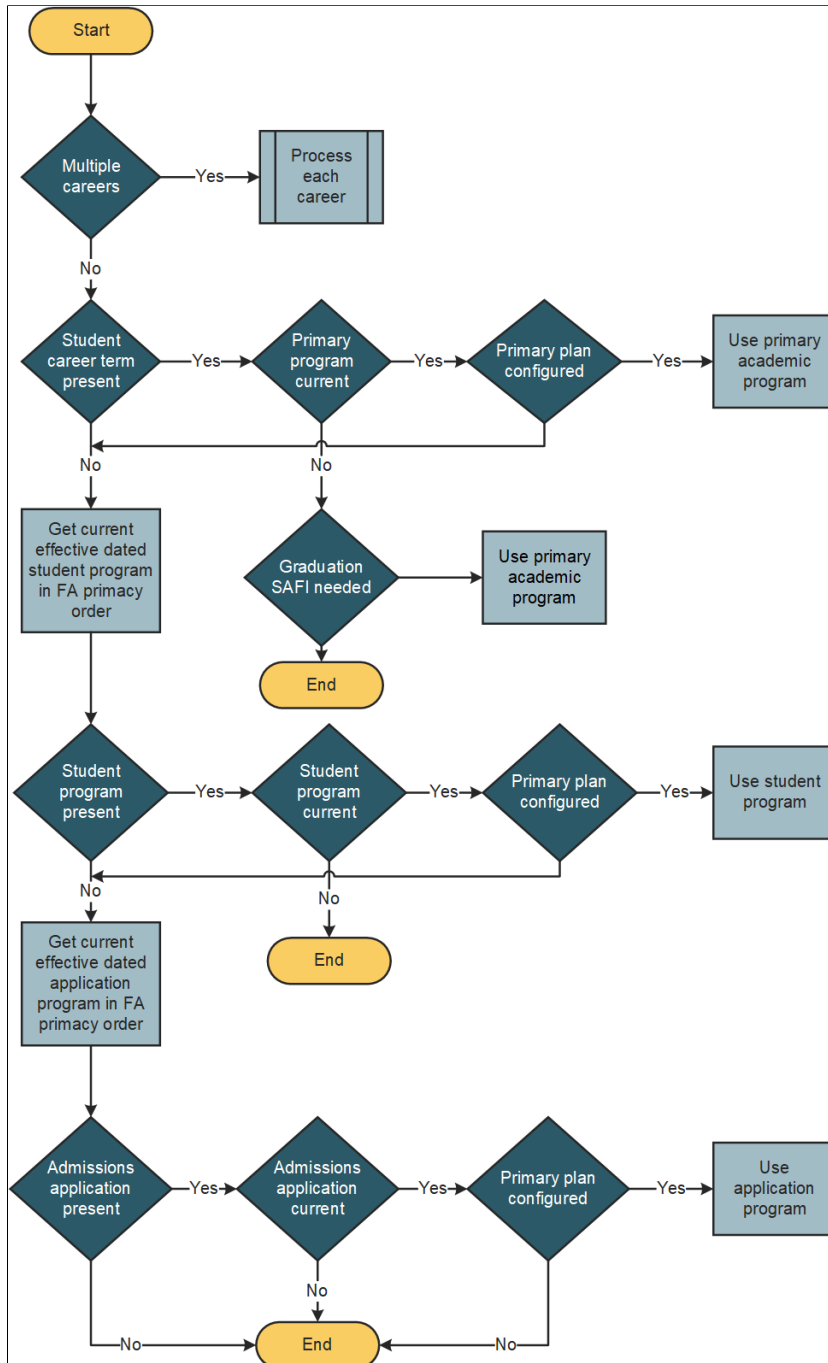 Start
Multiple
careers
Yes
Process
each
career
No
Student
career term
present
Yes
Primary
program
current
Yes
Primary plan
configured
Yes
Use primary
academic
program
No
No
Get current
effective dated
student program
in FA primacy
order
Graduation
SAFI needed
Use primary
academic
program
End
Student
program
present
Yes
Student
program
current
Yes
Primary plan
configured
Yes
Use student
program
No
No
Get current
effective dated
application
program in FA
primacy order
End
Admissions
application
present
Yes
Admissions
application
current
Yes
Primary plan
configured
Yes
Use
application
program
No
No
End
No